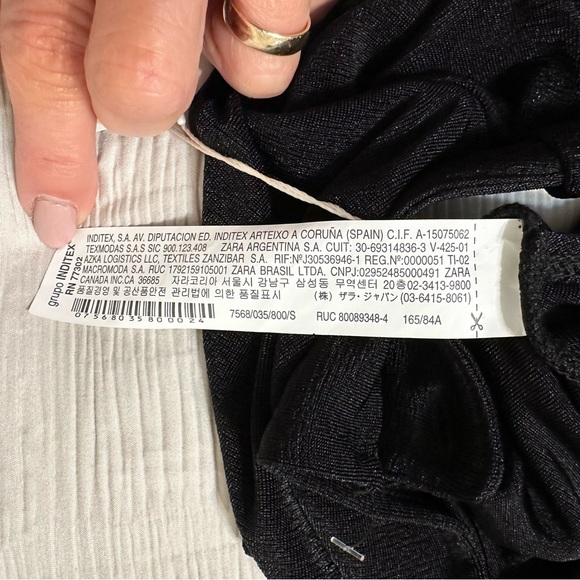 grupo INDITEX
RN 77302
INDITEX, S.A. AV. DIPUTACION ED. INDITEX ARTEIXO A CORUÑA (SPAIN) C.I.F. A-15075062
TEXMODAS S.A.S SIC 900.123.408 ZARA ARGENTINA S.A. CUIT: 30-69314836-3 V-425-01
AZKA LOGISTICS LLC, TEXTILES ZANZIBAR S.A. RIF:Nº.J30536946-1 REG.Nº:0000051 TI-02
MACROMODA S.A. RUC 1792159105001 ZARA BRASIL LTDA. CNPJ:02952485000491 ZARA
CANADA INC.CA 36685 자라코리아 서울시 강남구 삼성동 무역센터 20층02-3413-9800
품질경영 및 공산품안전 관리법에 의한 품질표시 (株) ザラ・ジャパン(03-6415-8061)
07568035800024 7568/035/800/S RUC 80089348-4 165/84A